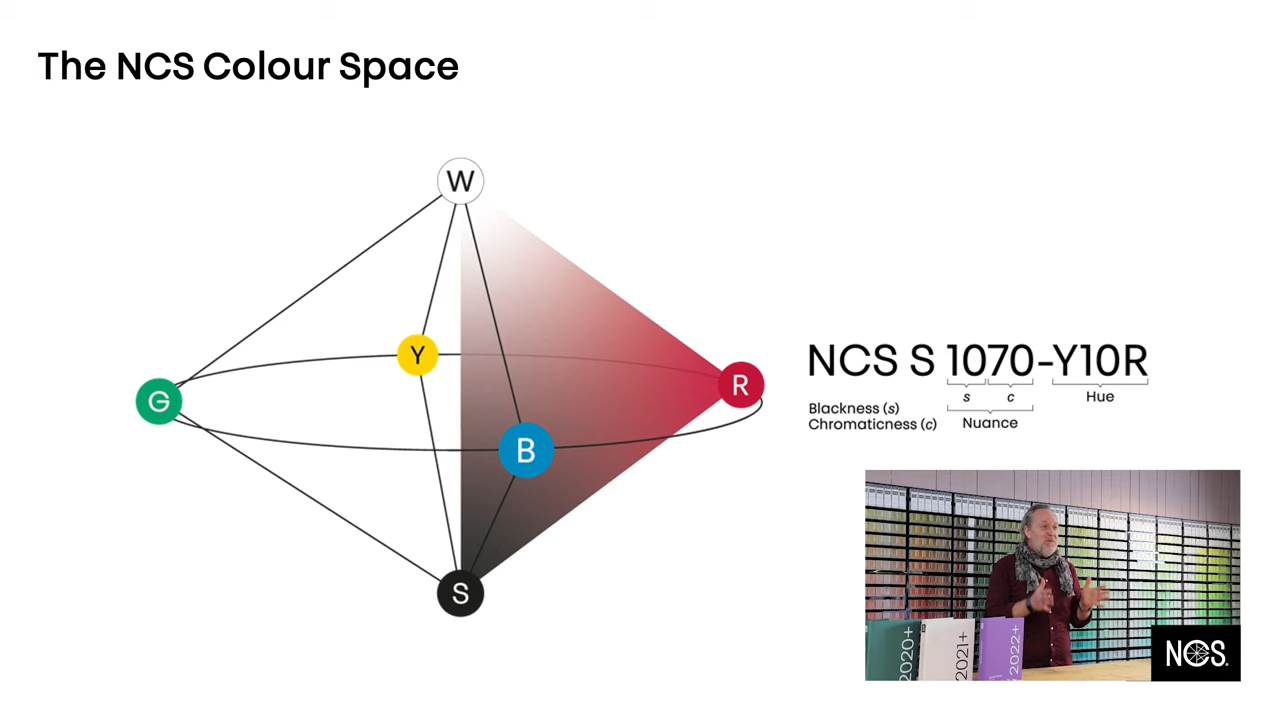 The NCS Colour Space
W
Y
G
R
B
S
NCS S 1070-Y10R
s c Hue
Blackness (s)
Chromaticness (c) Nuance
2020+
2021+
2022+
NCS